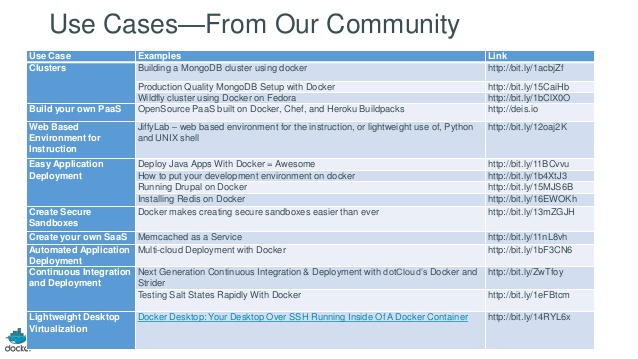 Use Cases—From Our Community
Use Case Examples Link
Clusters Building a MongoDB cluster using docker http://bit.ly/1acbjZf
Production Quality MongoDB Setup with Docker http://bit.ly/15CaiHb
Wildfly cluster using Docker on Fedora http://bit.ly/1bClX0O
Build your own PaaS OpenSource PaaS built on Docker, Chef, and Heroku Buildpacks http://deis.io
Web Based Environment for Instruction JiffyLab – web based environment for the instruction, or lightweight use of, Python and UNIX shell http://bit.ly/12oaj2K
Easy Application Deployment Deploy Java Apps With Docker = Awesome http://bit.ly/11BCvvu
How to put your development environment on docker http://bit.ly/1b4XtJ3
Running Drupal on Docker http://bit.ly/15MJS6B
Installing Redis on Docker http://bit.ly/16EWOKh
Create Secure Sandboxes Docker makes creating secure sandboxes easier than ever http://bit.ly/13mZGJH
Create your own SaaS Memcached as a Service http://bit.ly/11nL8vh
Automated Application Deployment Multi-cloud Deployment with Docker http://bit.ly/1bF3CN6
Continuous Integration and Deployment Next Generation Continuous Integration & Deployment with dotCloud's Docker and Strider http://bit.ly/ZwTfoy
Testing Salt States Rapidly With Docker http://bit.ly/1eFBtcm
Lightweight Desktop Virtualization Docker Desktop: Your Desktop Over SSH Running Inside Of A Docker Container http://bit.ly/14RYL6x
docker